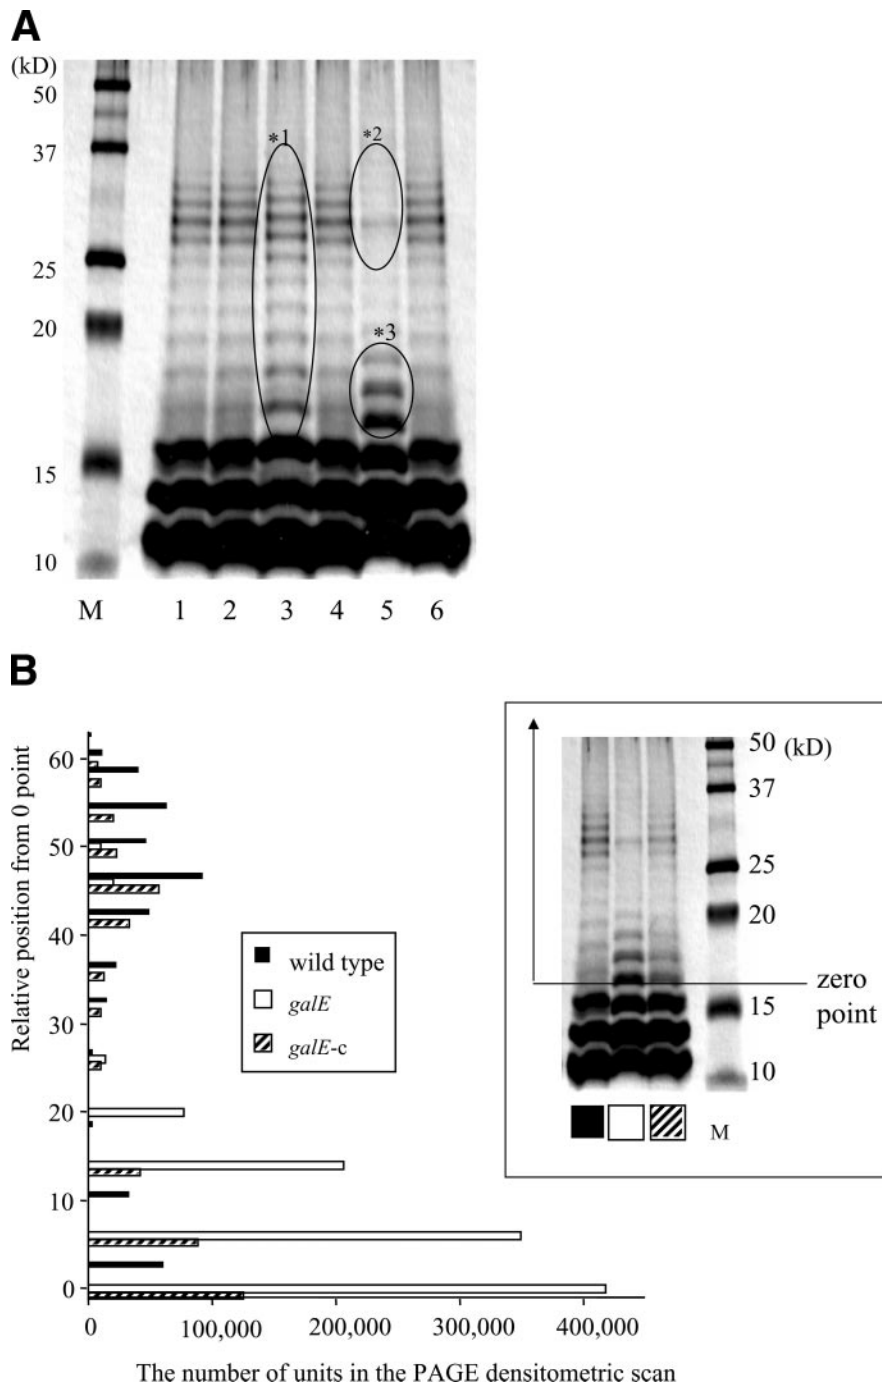 A
(kD)
50
37
25
20
15
10
*1
*2
*3
M 1 2 3 4 5 6
B
Relative position from 0 point
60
50
40
30
20
10
0
0 100,000 200,000 300,000 400,000
The number of units in the PAGE densitometric scan
wild type
galE
galE-c
50 (kD)
37
25
20
15
10
zero
point
M